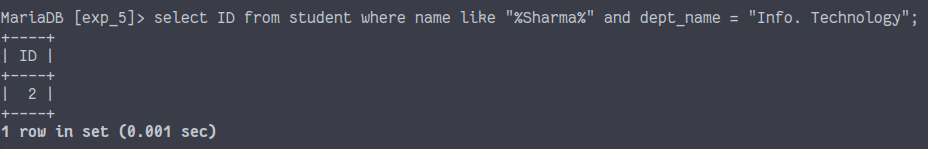 MariaDB [exp_5]> select ID from student where name like "%Sharma%" and dept_name = "Info. Technology";
+----+
| ID |
+----+
|  2 |
+----+
1 row in set (0.001 sec)